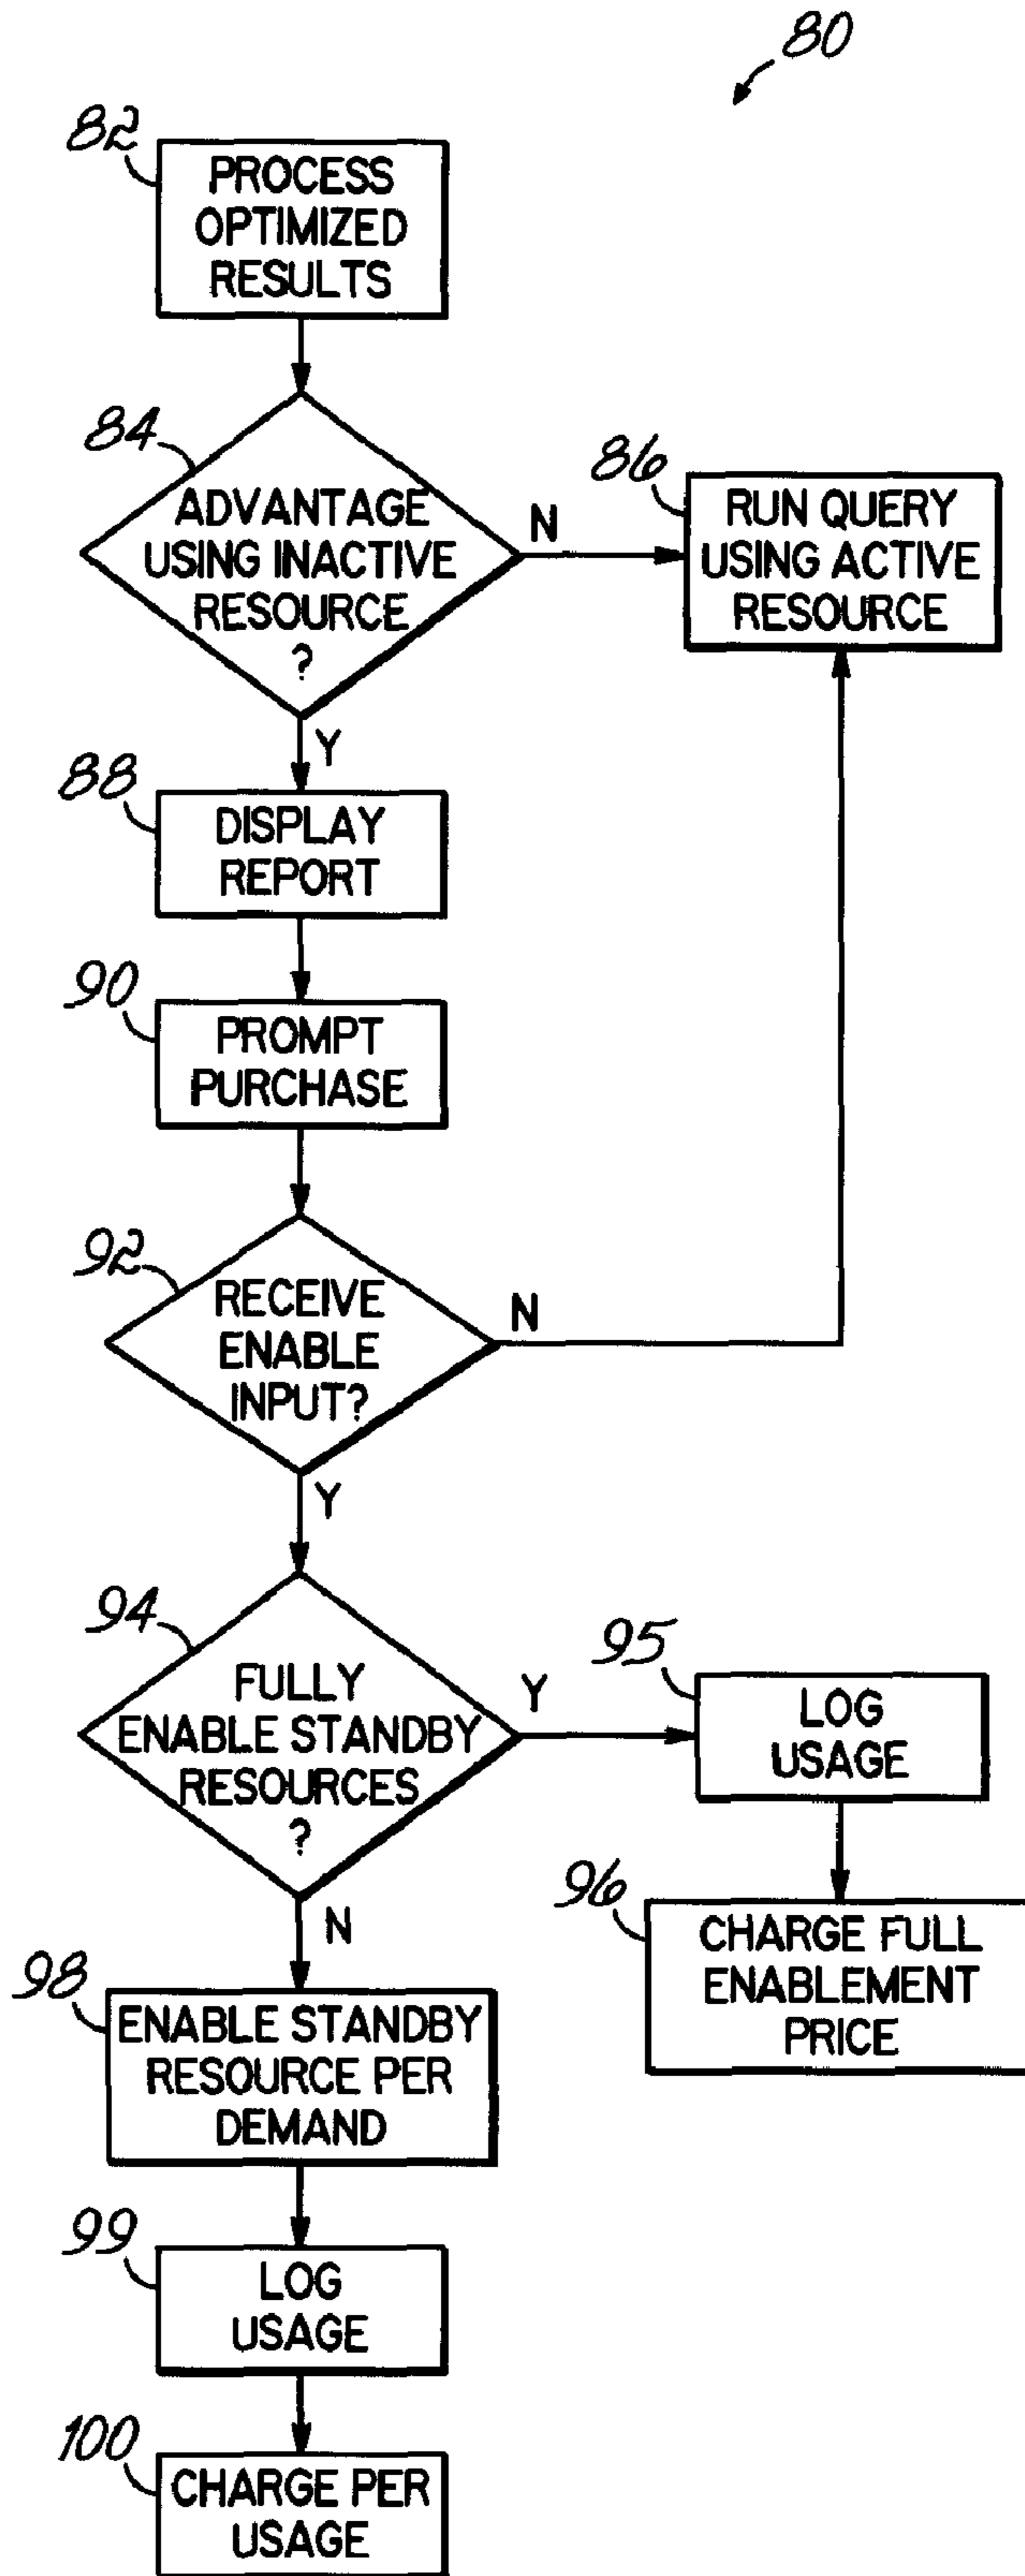 80
82
PROCESS
OPTIMIZED
RESULTS
84
ADVANTAGE
USING INACTIVE
RESOURCE
?
N
86
RUN QUERY
USING ACTIVE
RESOURCE
Y
88
DISPLAY
REPORT
90
PROMPT
PURCHASE
92
RECEIVE
ENABLE
INPUT?
N
Y
94
FULLY
ENABLE STANDBY
RESOURCES
?
Y
95
LOG
USAGE
96
CHARGE FULL
ENABLEMENT
PRICE
N
98
ENABLE STANDBY
RESOURCE PER
DEMAND
99
LOG
USAGE
100
CHARGE PER
USAGE